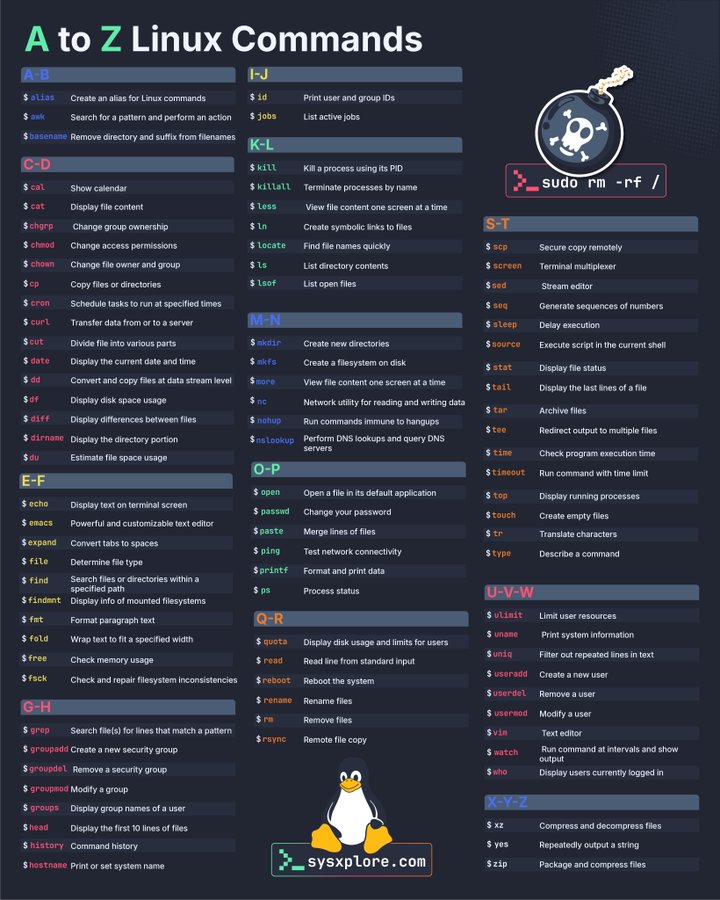 A to Z Linux Commands
A-B
$ alias Create an alias for Linux commands
$ awk Search for a pattern and perform an action
$ basename Remove directory and suffix from filenames
C-D
$ cal Show calendar
$ cat Display file content
$ chgrp Change group ownership
$ chmod Change access permissions
$ chown Change file owner and group
$ cp Copy files or directories
$ cron Schedule tasks to run at specified times
$ curl Transfer data from or to a server
$ cut Divide file into various parts
$ date Display the current date and time
$ dd Convert and copy files at data stream level
$ df Display disk space usage
$ diff Display differences between files
$ dirname Display the directory portion
$ du Estimate file space usage
E-F
$ echo Display text on terminal screen
$ emacs Powerful and customizable text editor
$ expand Convert tabs to spaces
$ file Determine file type
$ find Search files or directories within a
specified path
$ findmnt Display info of mounted filesystems
$ fmt Format paragraph text
$ fold Wrap text to fit a specified width
$ free Check memory usage
$ fsck Check and repair filesystem inconsistencies
G-H
$ grep Search file(s) for lines that match a pattern
$ groupadd Create a new security group
$ groupdel Remove a security group
$ groupmod Modify a group
$ groups Display group names of a user
$ head Display the first 10 lines of files
$ history Command history
$ hostname Print or set system name
I-J
$ id Print user and group IDs
$ jobs List active jobs
K-L
$ kill Kill a process using its PID
$ killall Terminate processes by name
$ less View file content one screen at a time
$ ln Create symbolic links to files
$ locate Find file names quickly
$ ls List directory contents
$ lsof List open files
M-N
$ mkdir Create new directories
$ mkfs Create a filesystem on disk
$ more View file content one screen at a time
$ nc Network utility for reading and writing data
$ nohup Run commands immune to hangups
$ nslookup Perform DNS lookups and query DNS
servers
O-P
$ open Open a file in its default application
$ passwd Change your password
$ paste Merge lines of files
$ ping Test network connectivity
$ printf Format and print data
$ ps Process status
Q-R
$ quota Display disk usage and limits for users
$ read Read line from standard input
$ reboot Reboot the system
$ rename Rename files
$ rm Remove files
$ rsync Remote file copy
sysxplore.com
sudo rm -rf /
S-T
$ scp Secure copy remotely
$ screen Terminal multiplexer
$ sed Stream editor
$ seq Generate sequences of numbers
$ sleep Delay execution
$ source Execute script in the current shell
$ stat Display file status
$ tail Display the last lines of a file
$ tar Archive files
$ tee Redirect output to multiple files
$ time Check program execution time
$ timeout Run command with time limit
$ top Display running processes
$ touch Create empty files
$ tr Translate characters
$ type Describe a command
U-V-W
$ ulimit Limit user resources
$ uname Print system information
$ uniq Filter out repeated lines in text
$ useradd Create a new user
$ userdel Remove a user
$ usermod Modify a user
$ vim Text editor
$ watch Run command at intervals and show
output
$ who Display users currently logged in
X-Y-Z
$ xz Compress and decompress files
$ yes Repeatedly output a string
$ zip Package and compress files